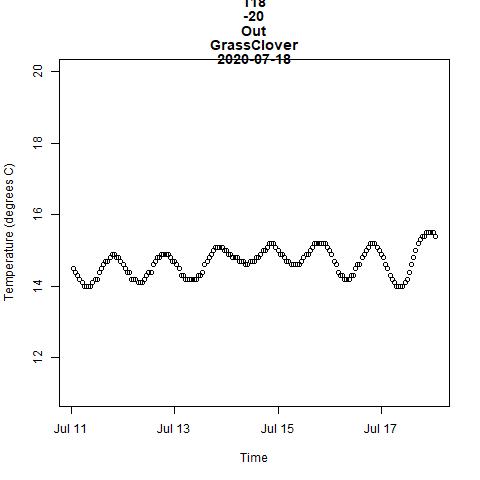 T18
-20
Out
GrassClover
2020-07-18
20
18
16
14
12
Temperature (degrees C)
Jul 11
Jul 13
Jul 15
Jul 17
Time